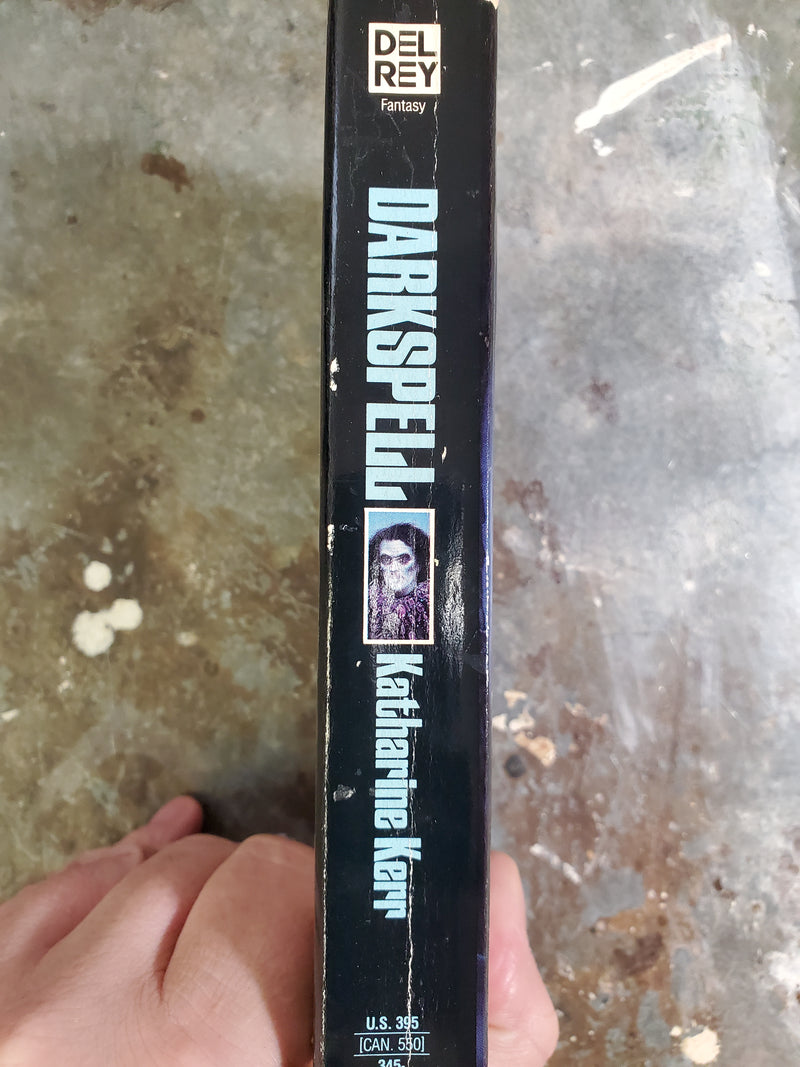 DEL
REY
Fantasy
DARKSPELL
Katharine Kerr
U.S. 395
[CAN. 550]
345-